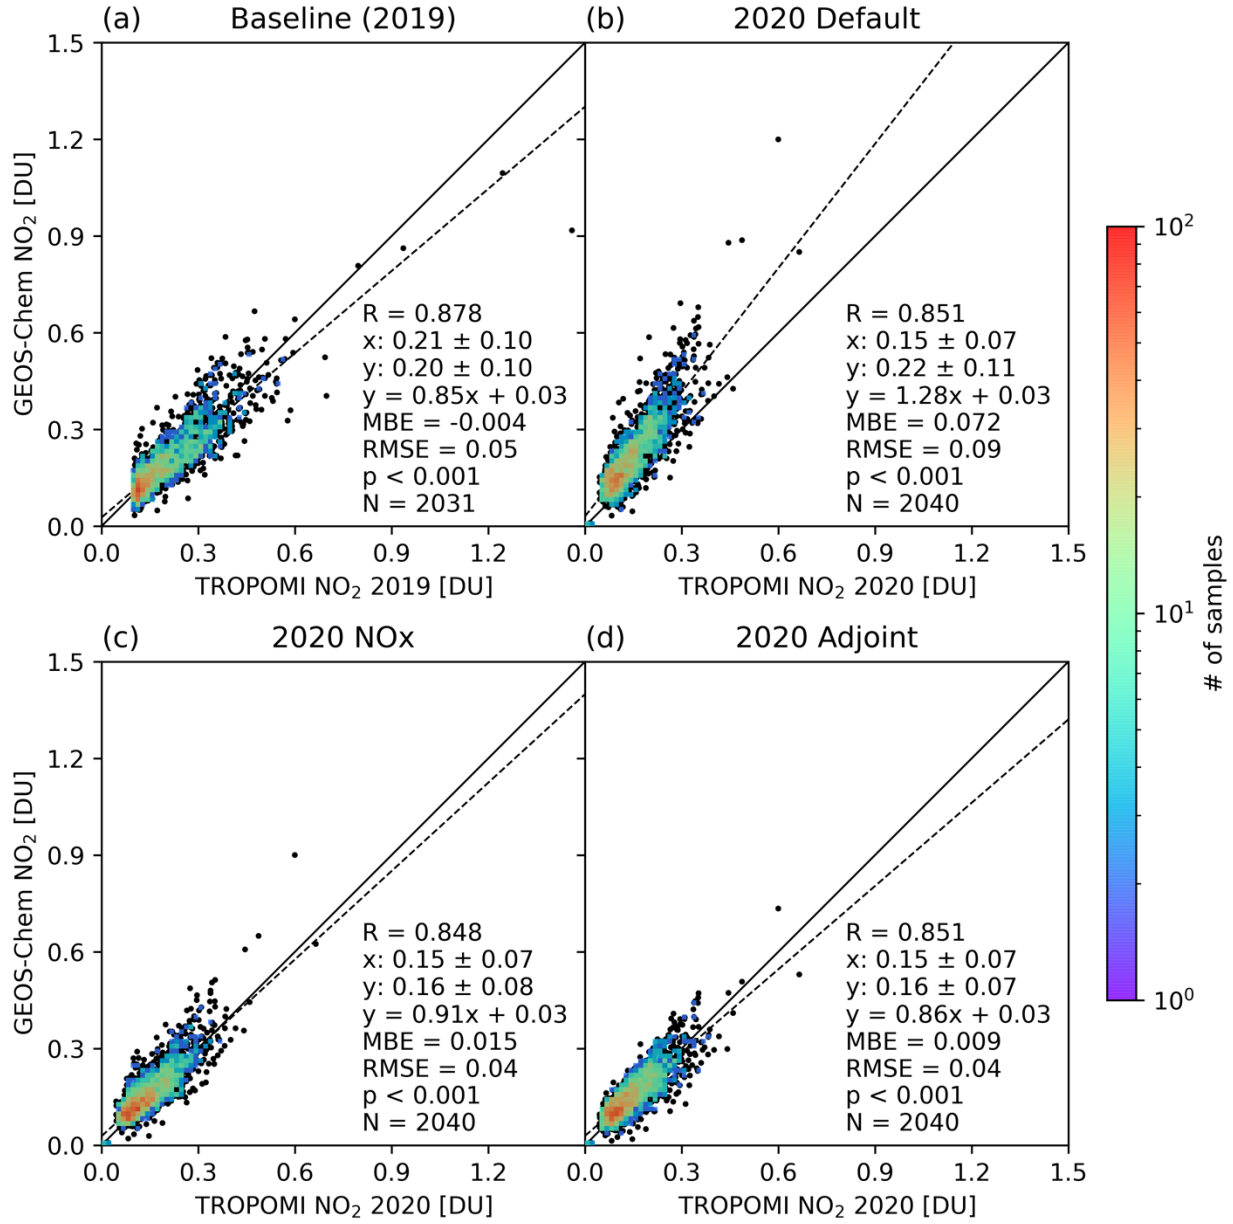 (a) Baseline (2019)
(b) 2020 Default
1.5
1.2
0.9
0.6
0.3
0.0
GEOS-Chem NO₂ [DU]
R = 0.878
x: 0.21 ± 0.10
y: 0.20 ± 0.10
y = 0.85x + 0.03
MBE = -0.004
RMSE = 0.05
p < 0.001
N = 2031
0.0 0.3 0.6 0.9 1.2
TROPOMI NO₂ 2019 [DU]
R = 0.851
x: 0.15 ± 0.07
y: 0.22 ± 0.11
y = 1.28x + 0.03
MBE = 0.072
RMSE = 0.09
p < 0.001
N = 2040
0.0 0.3 0.6 0.9 1.2 1.5
TROPOMI NO₂ 2020 [DU]
(c) 2020 NOx
(d) 2020 Adjoint
1.5
1.2
0.9
0.6
0.3
0.0
GEOS-Chem NO₂ [DU]
R = 0.848
x: 0.15 ± 0.07
y: 0.16 ± 0.08
y = 0.91x + 0.03
MBE = 0.015
RMSE = 0.04
p < 0.001
N = 2040
0.0 0.3 0.6 0.9 1.2
TROPOMI NO₂ 2020 [DU]
R = 0.851
x: 0.15 ± 0.07
y: 0.16 ± 0.07
y = 0.86x + 0.03
MBE = 0.009
RMSE = 0.04
p < 0.001
N = 2040
0.0 0.3 0.6 0.9 1.2 1.5
TROPOMI NO₂ 2020 [DU]
10²
10¹
10⁰
# of samples